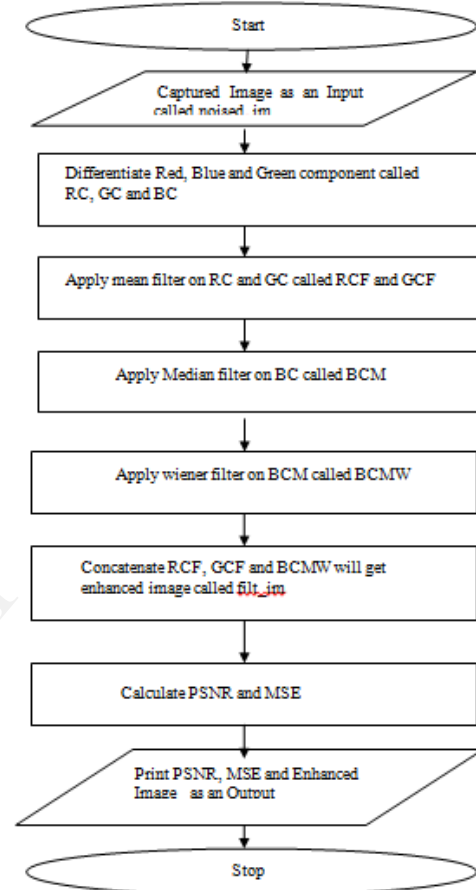 Start
Captured Image as an Input
called noised_im
Differentiate Red, Blue and Green component called
RC, GC and BC
Apply mean filter on RC and GC called RCF and GCF
Apply Median filter on BC called BCM
Apply wiener filter on BCM called BCMW
Concatenate RCF, GCF and BCMW will get
enhanced image called filt_im
Calculate PSNR and MSE
Print PSNR, MSE and Enhanced
Image as an Output
Stop